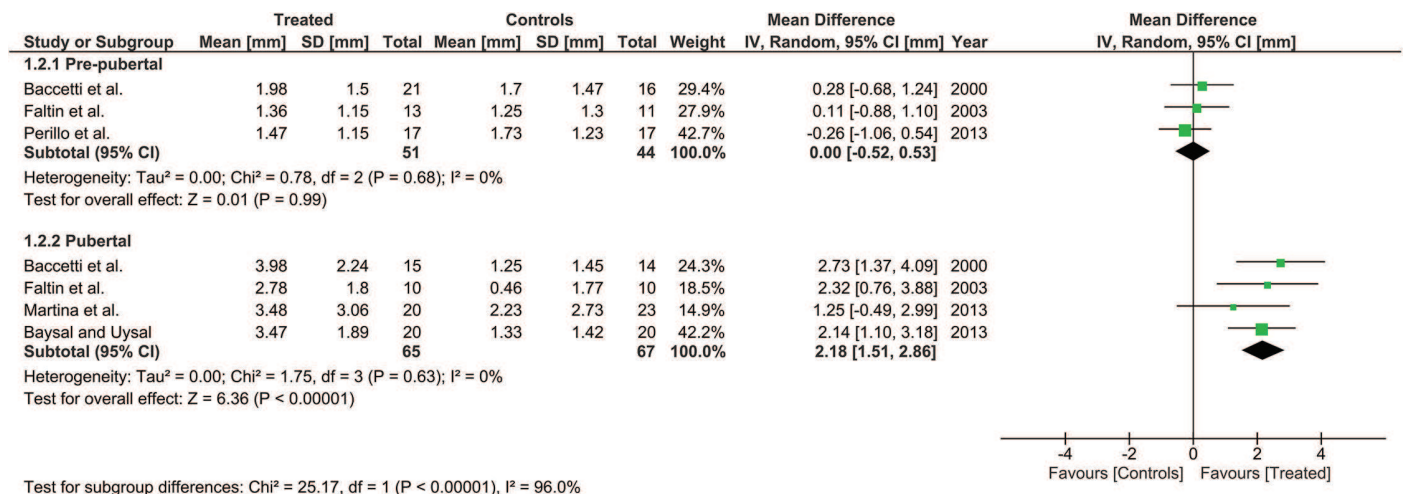 Treated Controls Mean Difference Mean Difference
Study or Subgroup Mean [mm] SD [mm] Total Mean [mm] SD [mm] Total Weight IV, Random, 95% CI [mm] Year IV, Random, 95% CI [mm]
1.2.1 Pre-pubertal
Baccetti et al. 1.98 1.5 21 1.7 1.47 16 29.4% 0.28 [-0.68, 1.24] 2000
Faltin et al. 1.36 1.15 13 1.25 1.3 11 27.9% 0.11 [-0.88, 1.10] 2003
Perillo et al. 1.47 1.15 17 1.73 1.23 17 42.7% -0.26 [-1.06, 0.54] 2013
Subtotal (95% CI) 51 44 100.0% 0.00 [-0.52, 0.53]
Heterogeneity: Tau² = 0.00; Chi² = 0.78, df = 2 (P = 0.68); I² = 0%
Test for overall effect: Z = 0.01 (P = 0.99)
1.2.2 Pubertal
Baccetti et al. 3.98 2.24 15 1.25 1.45 14 24.3% 2.73 [1.37, 4.09] 2000
Faltin et al. 2.78 1.8 10 0.46 1.77 10 18.5% 2.32 [0.76, 3.88] 2003
Martina et al. 3.48 3.06 20 2.23 2.73 23 14.9% 1.25 [-0.49, 2.99] 2013
Baysal and Uysal 3.47 1.89 20 1.33 1.42 20 42.2% 2.14 [1.10, 3.18] 2013
Subtotal (95% CI) 65 67 100.0% 2.18 [1.51, 2.86]
Heterogeneity: Tau² = 0.00; Chi² = 1.75, df = 3 (P = 0.63); I² = 0%
Test for overall effect: Z = 6.36 (P < 0.00001)
-4 -2 0 2 4
Favours [Controls] Favours [Treated]
Test for subgroup differences: Chi² = 25.17, df = 1 (P < 0.00001), I² = 96.0%